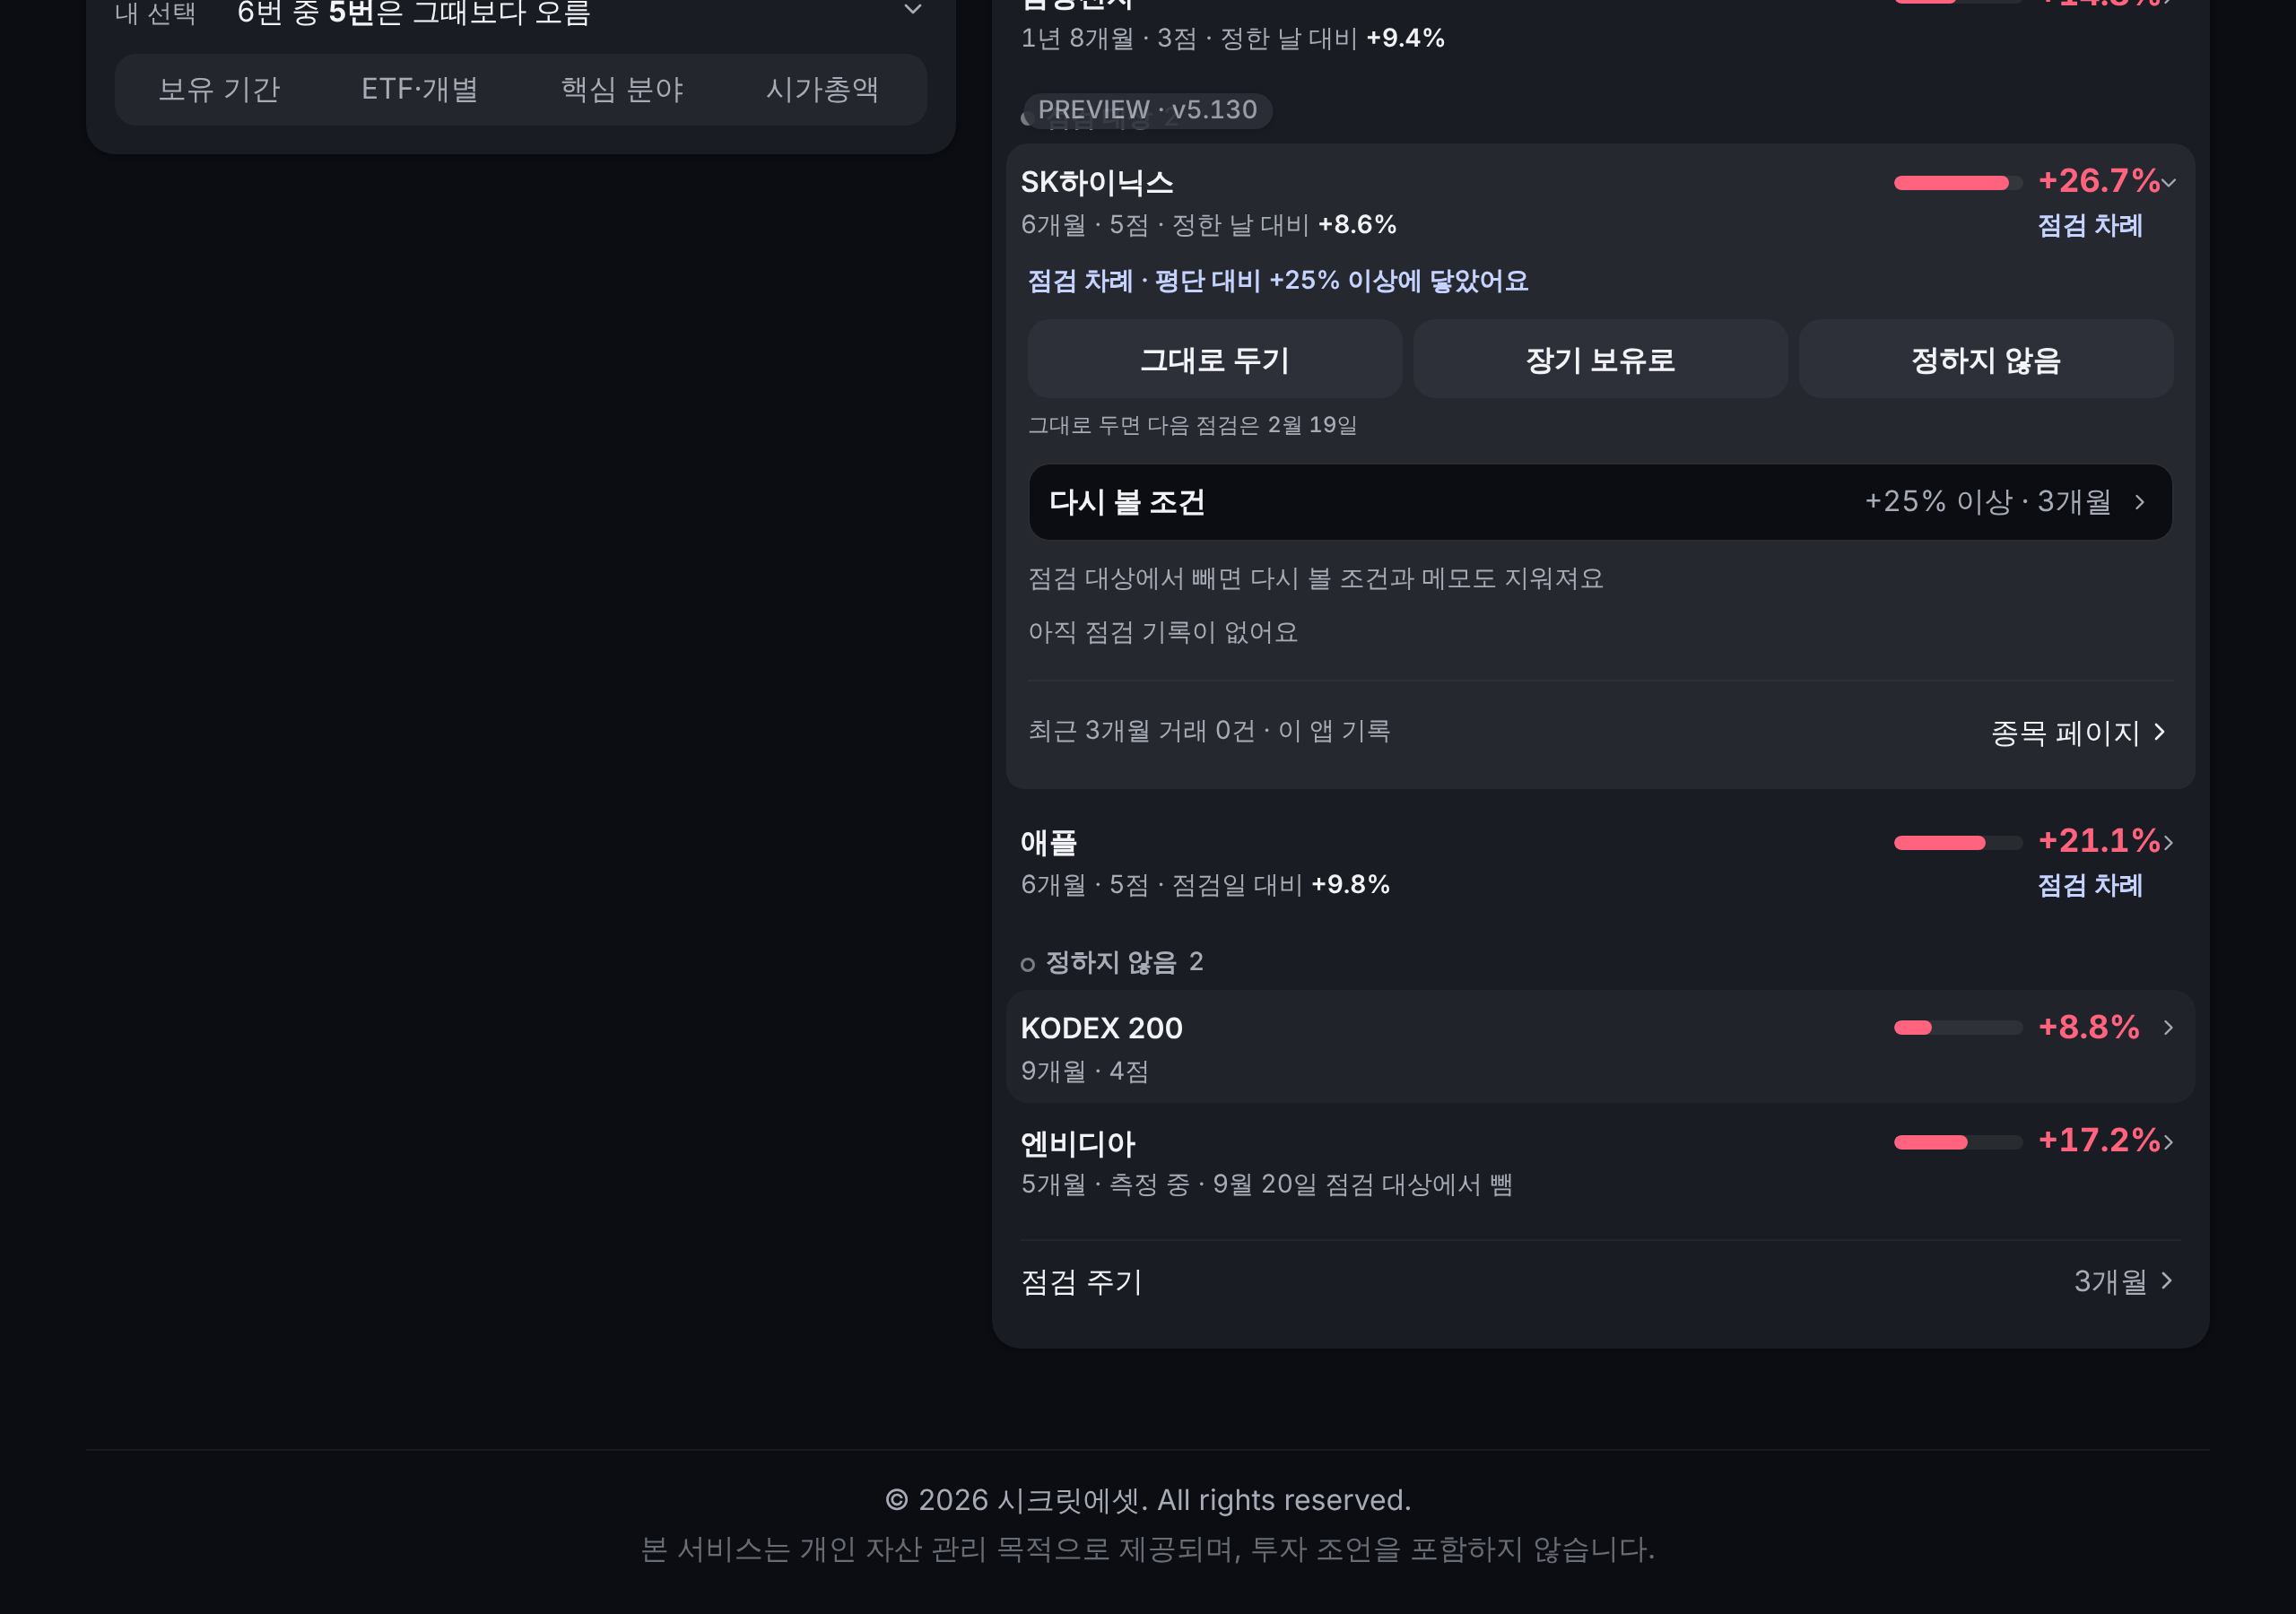 내 선택 6번 중 5번은 그때보다 오름
보유 기간 ETF·개별 핵심 분야 시가총액
1년 8개월 · 3점 · 정한 날 대비 +9.4%
PREVIEW · v5.130
SK하이닉스 +26.7%
6개월 · 5점 · 정한 날 대비 +8.6% 점검 차례
점검 차례 · 평단 대비 +25% 이상에 닿았어요
그대로 두기 장기 보유로 정하지 않음
그대로 두면 다음 점검은 2월 19일
다시 볼 조건 +25% 이상 · 3개월
점검 대상에서 빼면 다시 볼 조건과 메모도 지워져요
아직 점검 기록이 없어요
최근 3개월 거래 0건 · 이 앱 기록 종목 페이지
애플 +21.1%
6개월 · 5점 · 점검일 대비 +9.8% 점검 차례
정하지 않음 2
KODEX 200 +8.8%
9개월 · 4점
엔비디아 +17.2%
5개월 · 측정 중 · 9월 20일 점검 대상에서 뺌
점검 주기 3개월
© 2026 시크릿에셋. All rights reserved.
본 서비스는 개인 자산 관리 목적으로 제공되며, 투자 조언을 포함하지 않습니다.